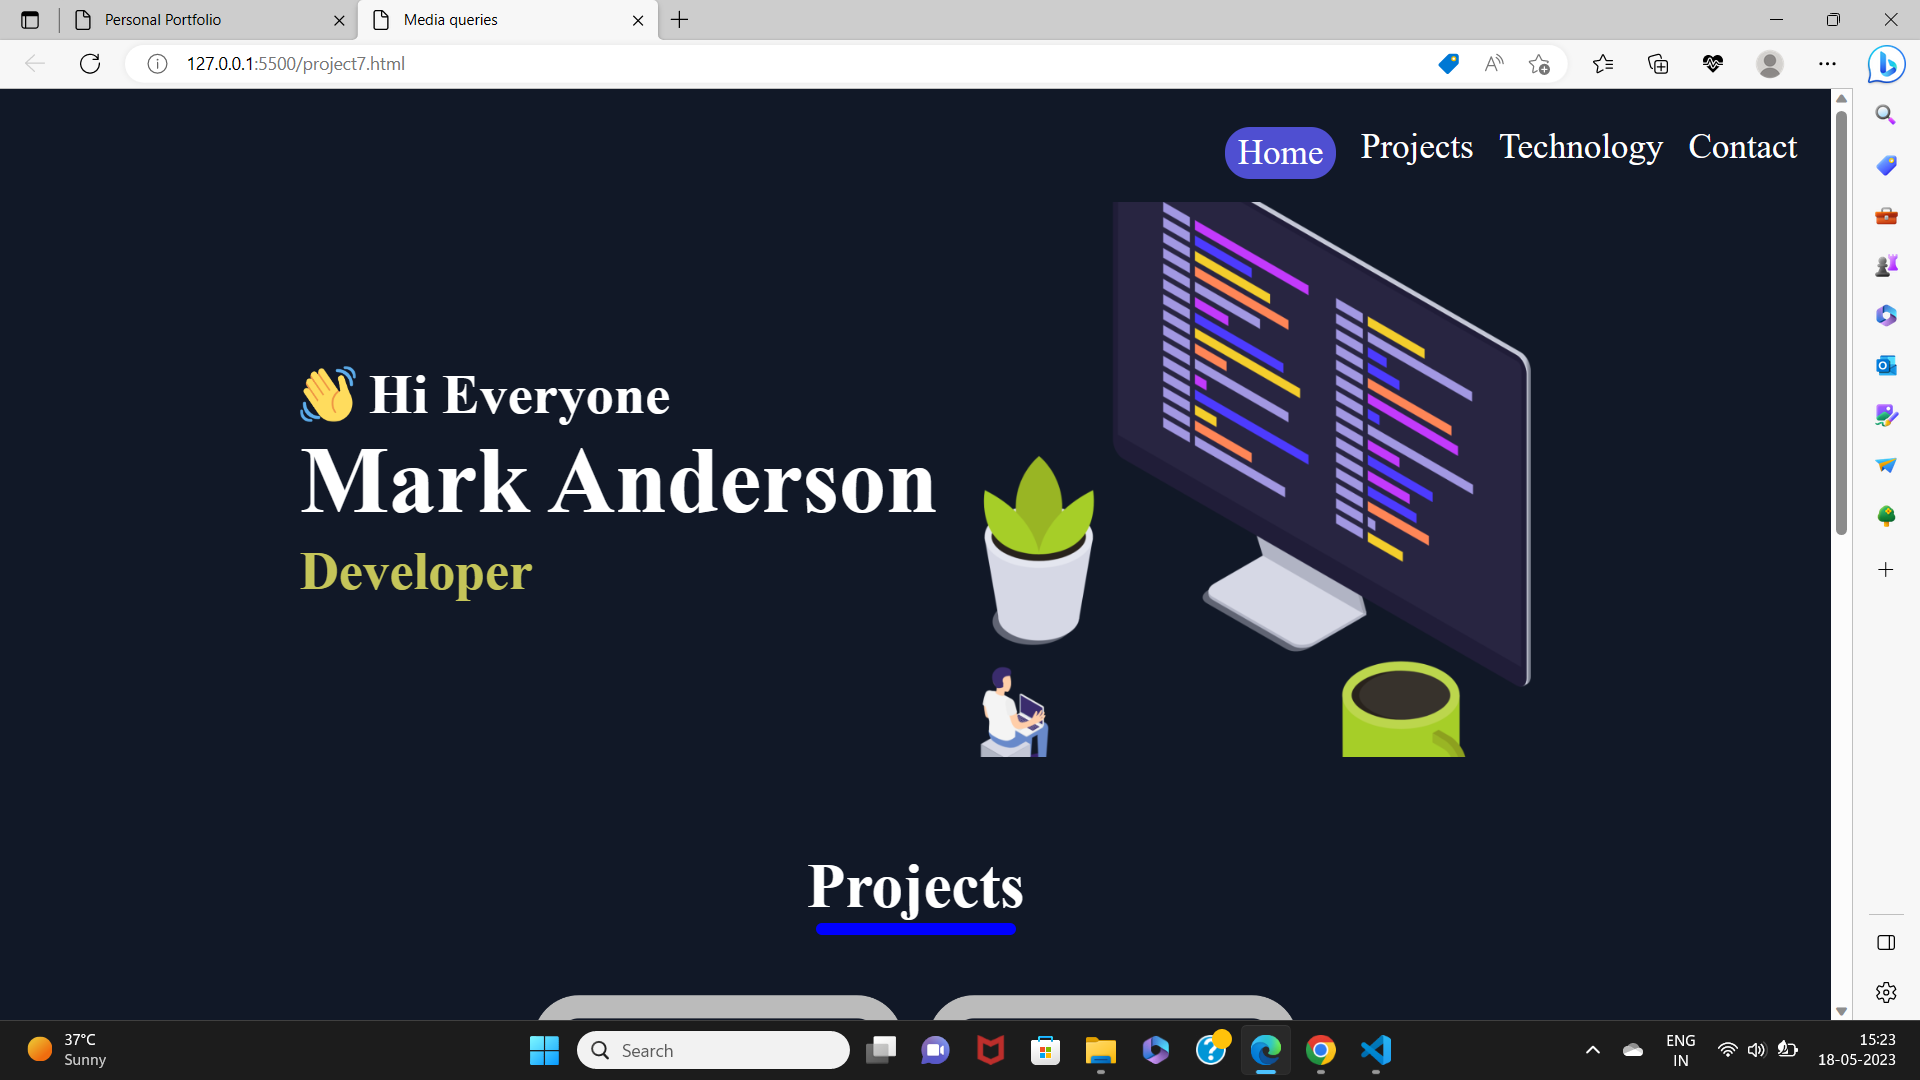 Personal Portfolio
Media queries
127.0.0.1:5500/project7.html
Home Projects Technology Contact
👋 Hi Everyone
Mark Anderson
Developer
Projects
37°C
Sunny
Search
ENG
IN
15:23
18-05-2023